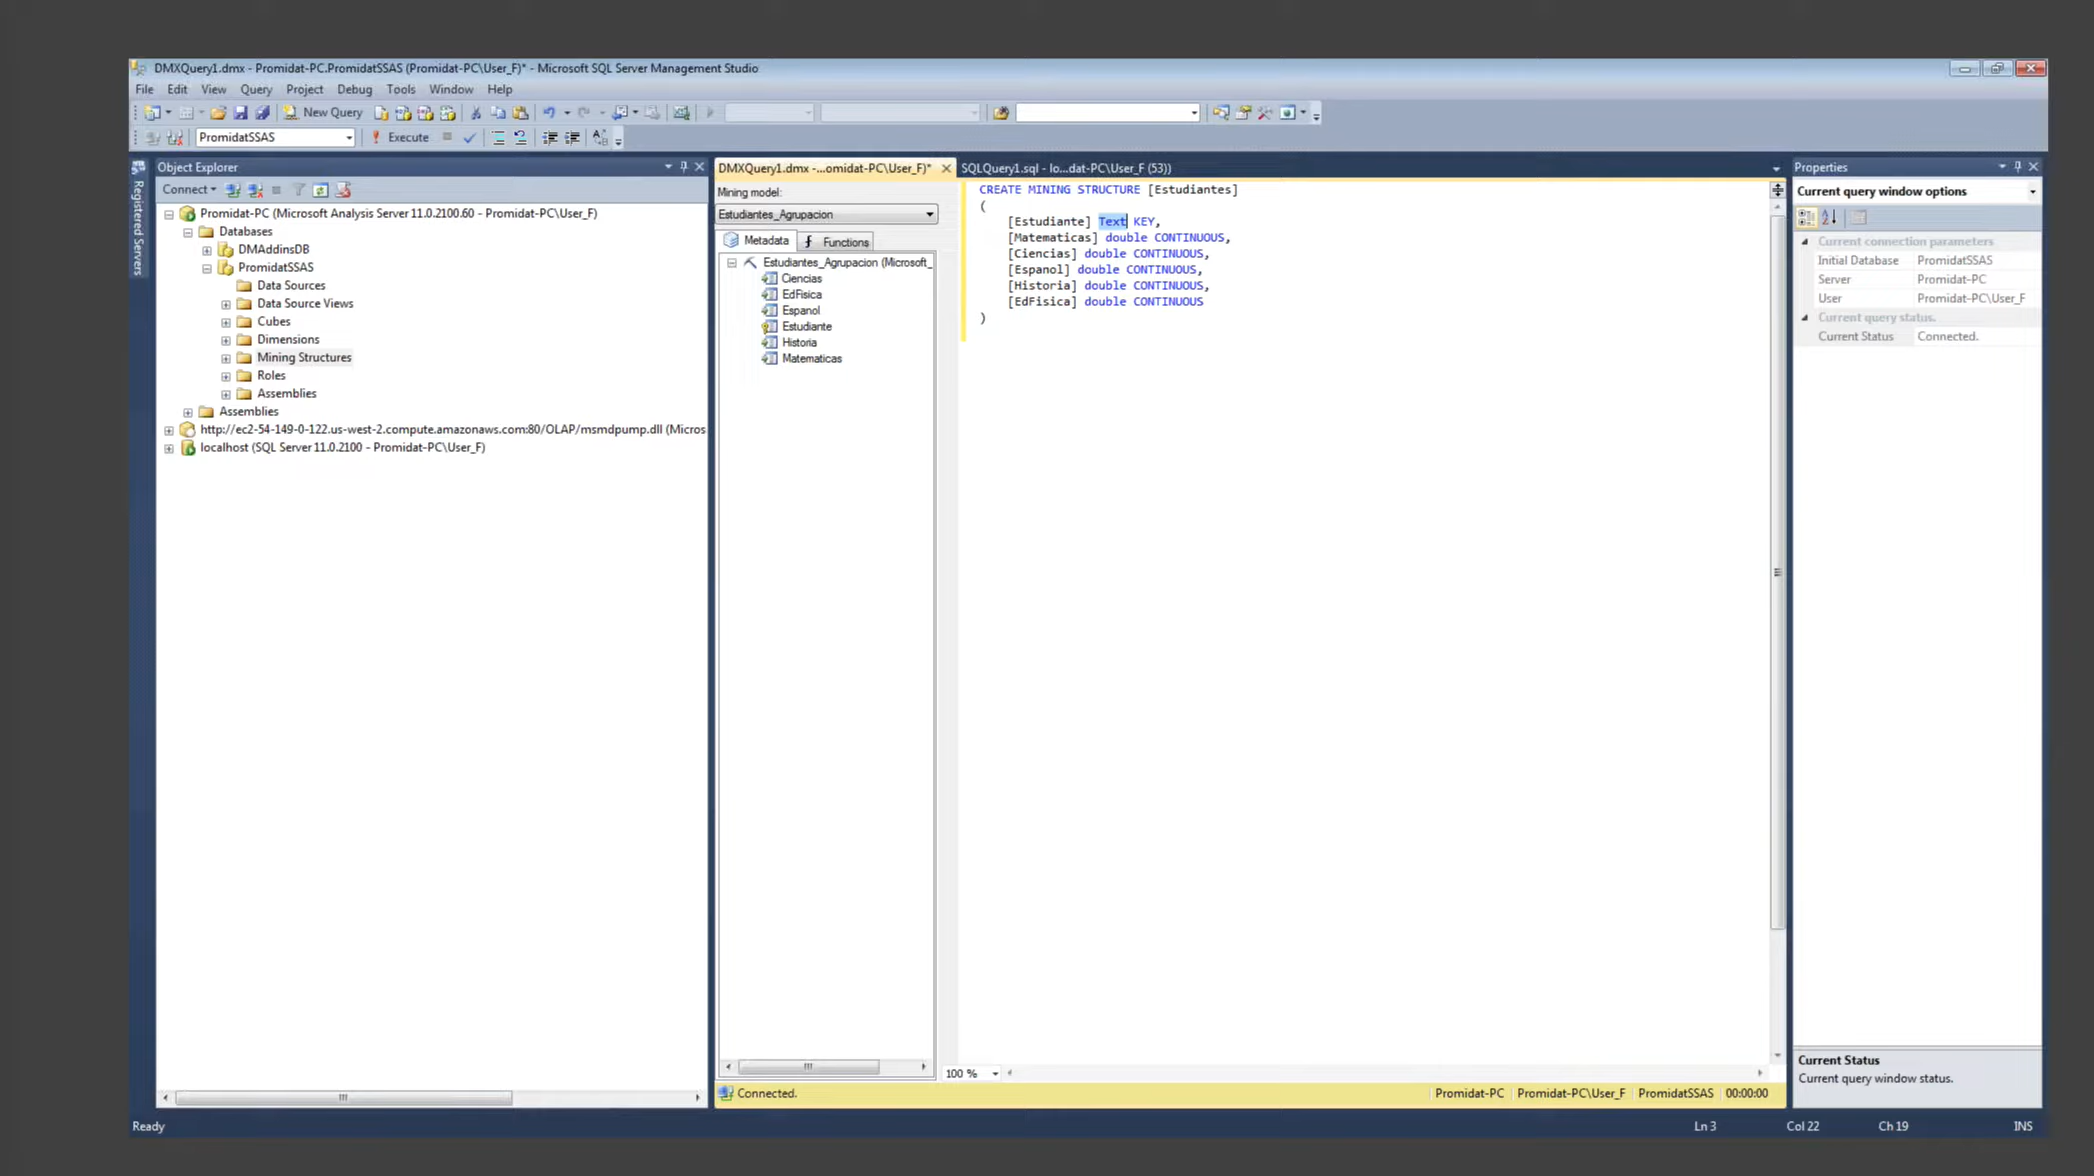 DMXQuery1.dmx - Promidat-PC.PromidatSSAS (Promidat-PC\User_F)* - Microsoft SQL Server Management Studio
File Edit View Query Project Debug Tools Window Help
New Query
PromidatSSAS Execute
Registered Servers
Object Explorer
Connect
Promidat-PC (Microsoft Analysis Server 11.0.2100.60 - Promidat-PC\User_F)
Databases
DMAddinsDB
PromidatSSAS
Data Sources
Data Source Views
Cubes
Dimensions
Mining Structures
Roles
Assemblies
Assemblies
http://ec2-54-149-0-122.us-west-2.compute.amazonaws.com:80/OLAP/msmdpump.dll (Micros
localhost (SQL Server 11.0.2100 - Promidat-PC\User_F)
DMXQuery1.dmx -...omidat-PC\User_F)* SQLQuery1.sql - lo...dat-PC\User_F (53))
Mining model:
Estudiantes_Agrupacion
Metadata Functions
Estudiantes_Agrupacion (Microsoft_
Ciencias
EdFisica
Espanol
Estudiante
Historia
Matematicas
CREATE MINING STRUCTURE [Estudiantes]
(
[Estudiante] Text KEY,
[Matematicas] double CONTINUOUS,
[Ciencias] double CONTINUOUS,
[Espanol] double CONTINUOUS,
[Historia] double CONTINUOUS,
[EdFisica] double CONTINUOUS
)
100 %
Connected. Promidat-PC Promidat-PC\User_F PromidatSSAS 00:00:00
Properties
Current query window options
Current connection parameters
Initial Database PromidatSSAS
Server Promidat-PC
User Promidat-PC\User_F
Current query status.
Current Status Connected.
Current Status
Current query window status.
Ready Ln 3 Col 22 Ch 19 INS